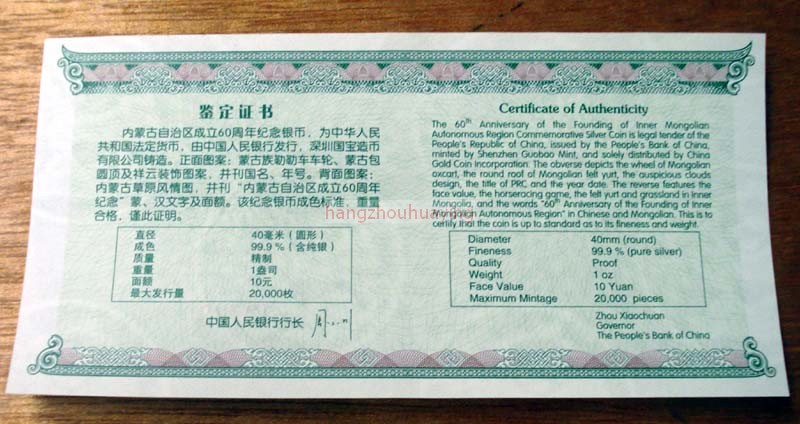 鉴定证书
内蒙古自治区成立60周年纪念银币，为中华人民
共和国法定货币，由中国人民银行发行，深圳国宝造币
有限公司铸造。正面图案：蒙古族勒勒车车轮、蒙古包
圆顶及祥云装饰图案，并刊国名、年号。背面图案：
内蒙古草原风情图，并刊“内蒙古自治区成立60周年
纪念”蒙、汉文字及面额。该纪念银币成色标准，重量
合格，谨此证明。
直径 40毫米（圆形）
成色 99.9％（含纯银）
质量 精制
重量 1盎司
面额 10元
最大发行量 20,000枚
中国人民银行行长
Certificate of Authenticity
The 60th Anniversary of the Founding of Inner Mongolian
Autonomous Region Commemorative Silver Coin is legal tender of the
People's Republic of China, issued by the People's Bank of China,
minted by Shenzhen Guobao Mint, and solely distributed by China
Gold Coin Incorporation. The obverse depicts the wheel of Mongolian
oxcart, the round roof of Mongolian felt yurt, the auspicious clouds
design, the title of PRC and the year date. The reverse features the
face value, the horseracing game, the felt yurt and grassland in Inner
Mongolia, and the words "60th Anniversary of the Founding of Inner
Mongolian Autonomous Region" in Chinese and Mongolian. This is to
certify that the coin is up to standard as to its fineness and weight.
Diameter 40mm (round)
Fineness 99.9 % (pure silver)
Quality Proof
Weight 1 oz
Face Value 10 Yuan
Maximum Mintage 20,000 pieces
Zhou Xiaochuan
Governor
The People's Bank of China